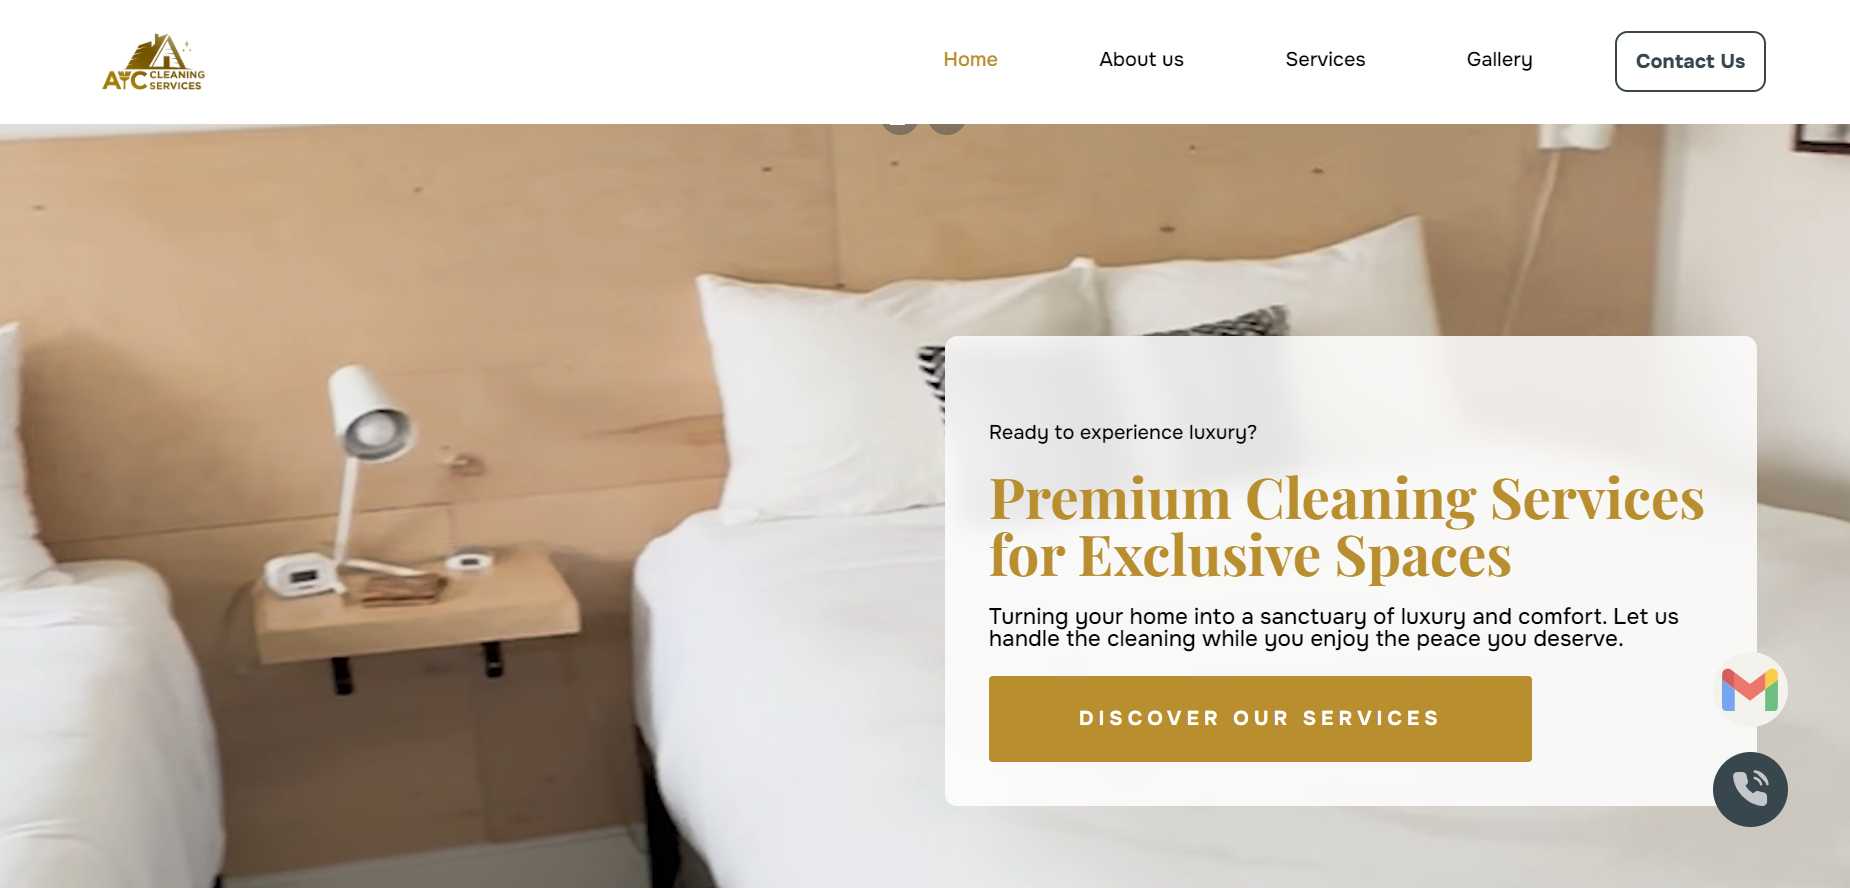 AYC CLEANING
SERVICES
Home
About us
Services
Gallery
Contact Us
Ready to experience luxury?
Premium Cleaning Services
for Exclusive Spaces
Turning your home into a sanctuary of luxury and comfort. Let us
handle the cleaning while you enjoy the peace you deserve.
DISCOVER OUR SERVICES